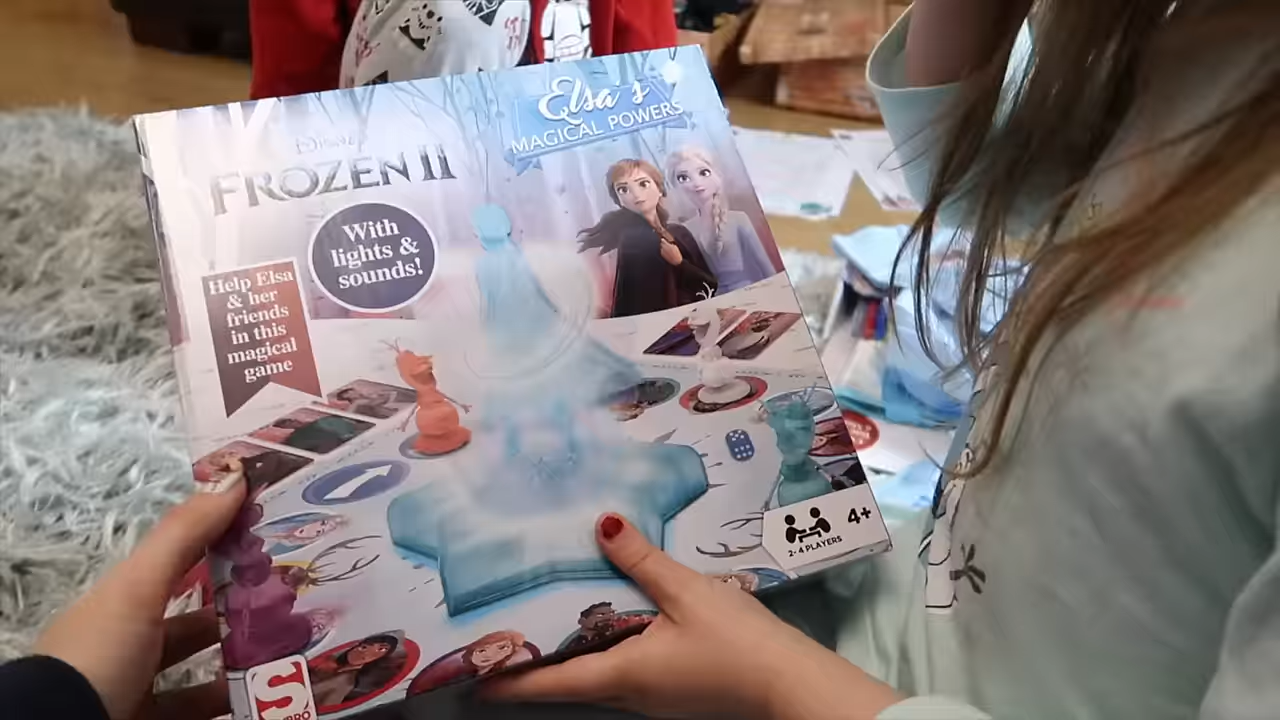 Elsa's
MAGICAL POWERS
Disney
FROZEN II
With
lights &
sounds!
Help Elsa
& her
friends
in this
magical
game
4+
2-4 PLAYERS
S